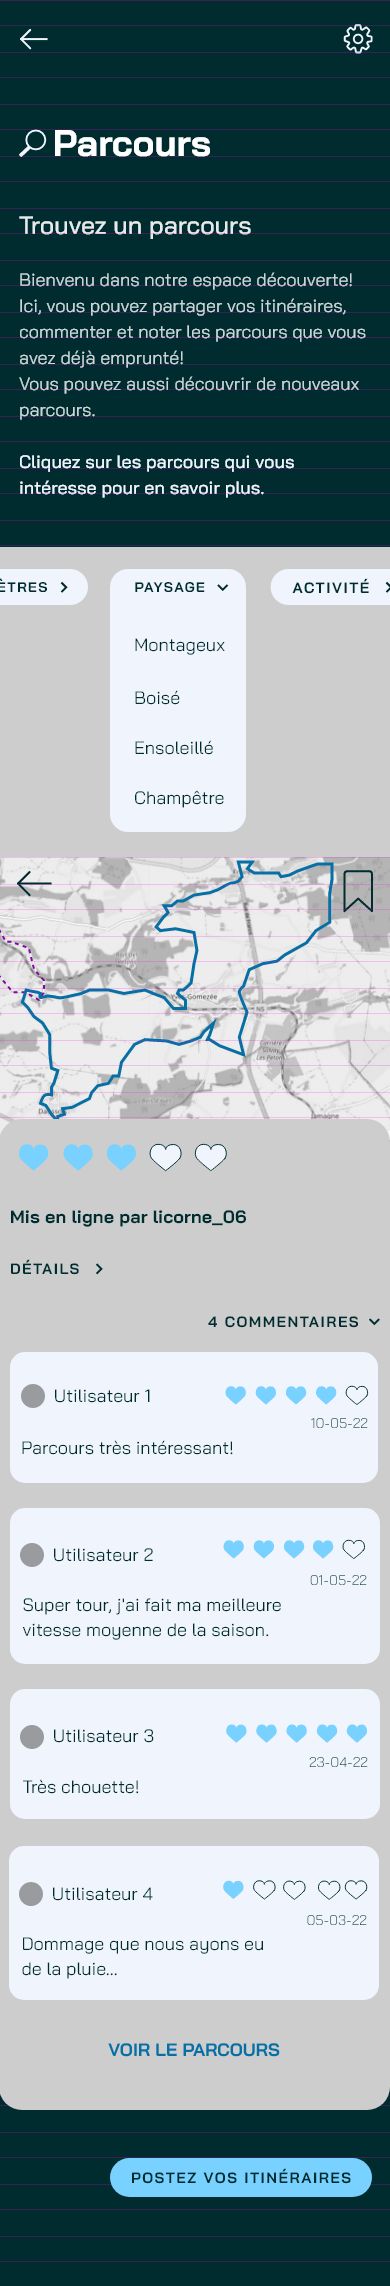 Parcours
Trouvez un parcours
Bienvenu dans notre espace découverte!
Ici, vous pouvez partager vos itinéraires,
commenter et noter les parcours que vous
avez déjà emprunté!
Vous pouvez aussi découvrir de nouveaux
parcours.
Cliquez sur les parcours qui vous
intéresse pour en savoir plus.
ÈTRES
PAYSAGE
ACTIVITÉ
Montageux
Boisé
Ensoleillé
Champêtre
Gomezée
N5
Mis en ligne par licorne_06
DÉTAILS
4 COMMENTAIRES
Utilisateur 1
10-05-22
Parcours très intéressant!
Utilisateur 2
01-05-22
Super tour, j'ai fait ma meilleure
vitesse moyenne de la saison.
Utilisateur 3
23-04-22
Très chouette!
Utilisateur 4
05-03-22
Dommage que nous ayons eu
de la pluie...
VOIR LE PARCOURS
POSTEZ VOS ITINÉRAIRES